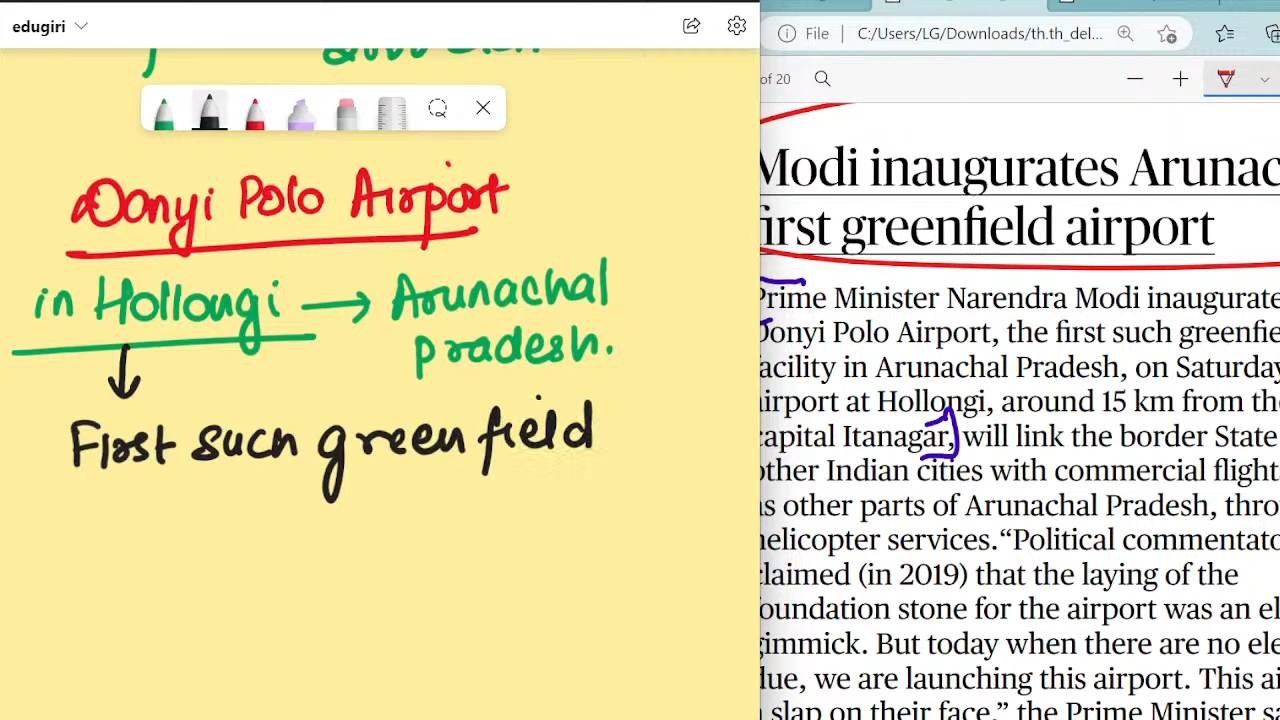 edugiri
Donyi Polo Airport
in Hollongi → Arunachal
pradesh.
First such greenfield
File C:/Users/LG/Downloads/th.th_del...
of 20
Modi inaugurates Arunac
first greenfield airport
Prime Minister Narendra Modi inaugurate
Donyi Polo Airport, the first such greenfie
facility in Arunachal Pradesh, on Saturday
airport at Hollongi, around 15 km from the
capital Itanagar, will link the border State
other Indian cities with commercial flight
as other parts of Arunachal Pradesh, thro
helicopter services.“Political commentato
claimed (in 2019) that the laying of the
foundation stone for the airport was an el
gimmick. But today when there are no ele
due, we are launching this airport. This ai
slap on their face,” the Prime Minister sa